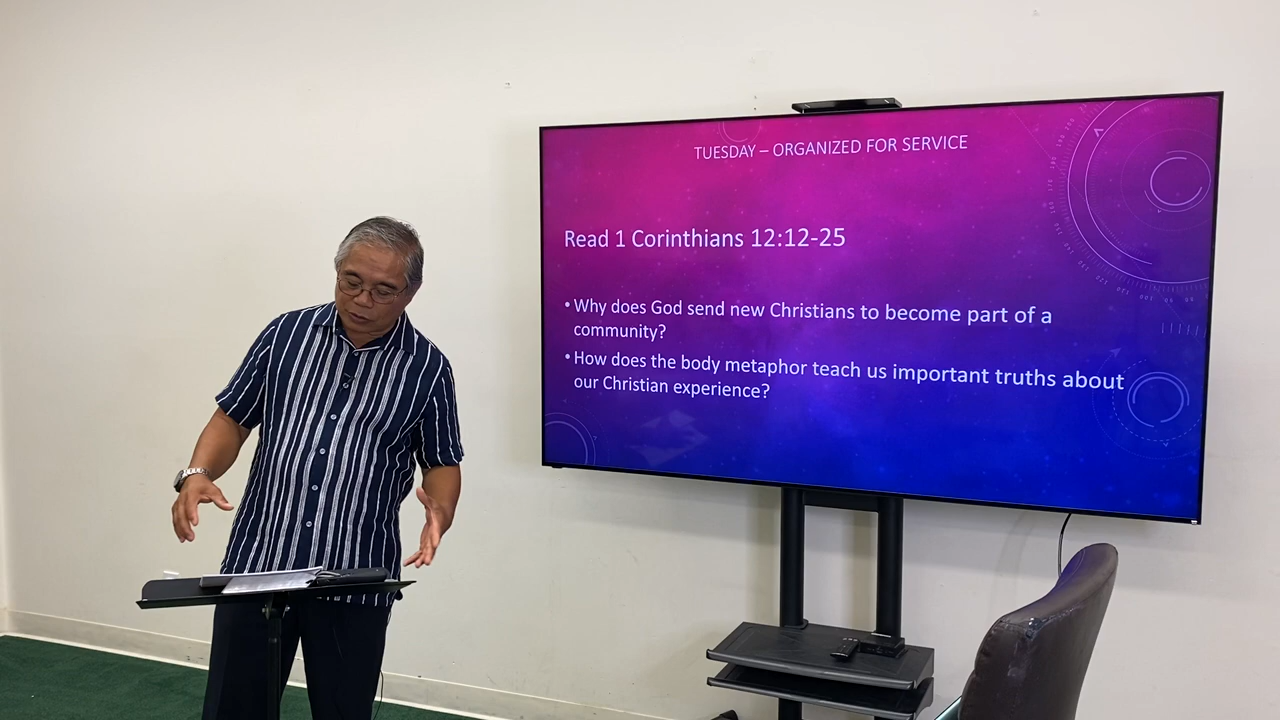 TUESDAY – ORGANIZED FOR SERVICE
Read 1 Corinthians 12:12-25
• Why does God send new Christians to become part of a
community?
• How does the body metaphor teach us important truths about
our Christian experience?